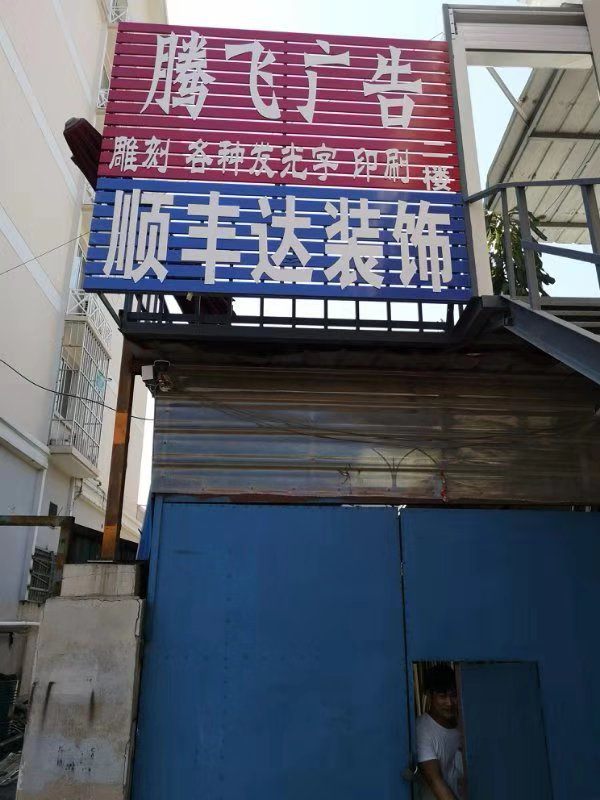 腾飞广告
雕刻 各种发光字 印刷 二楼
顺丰达装饰